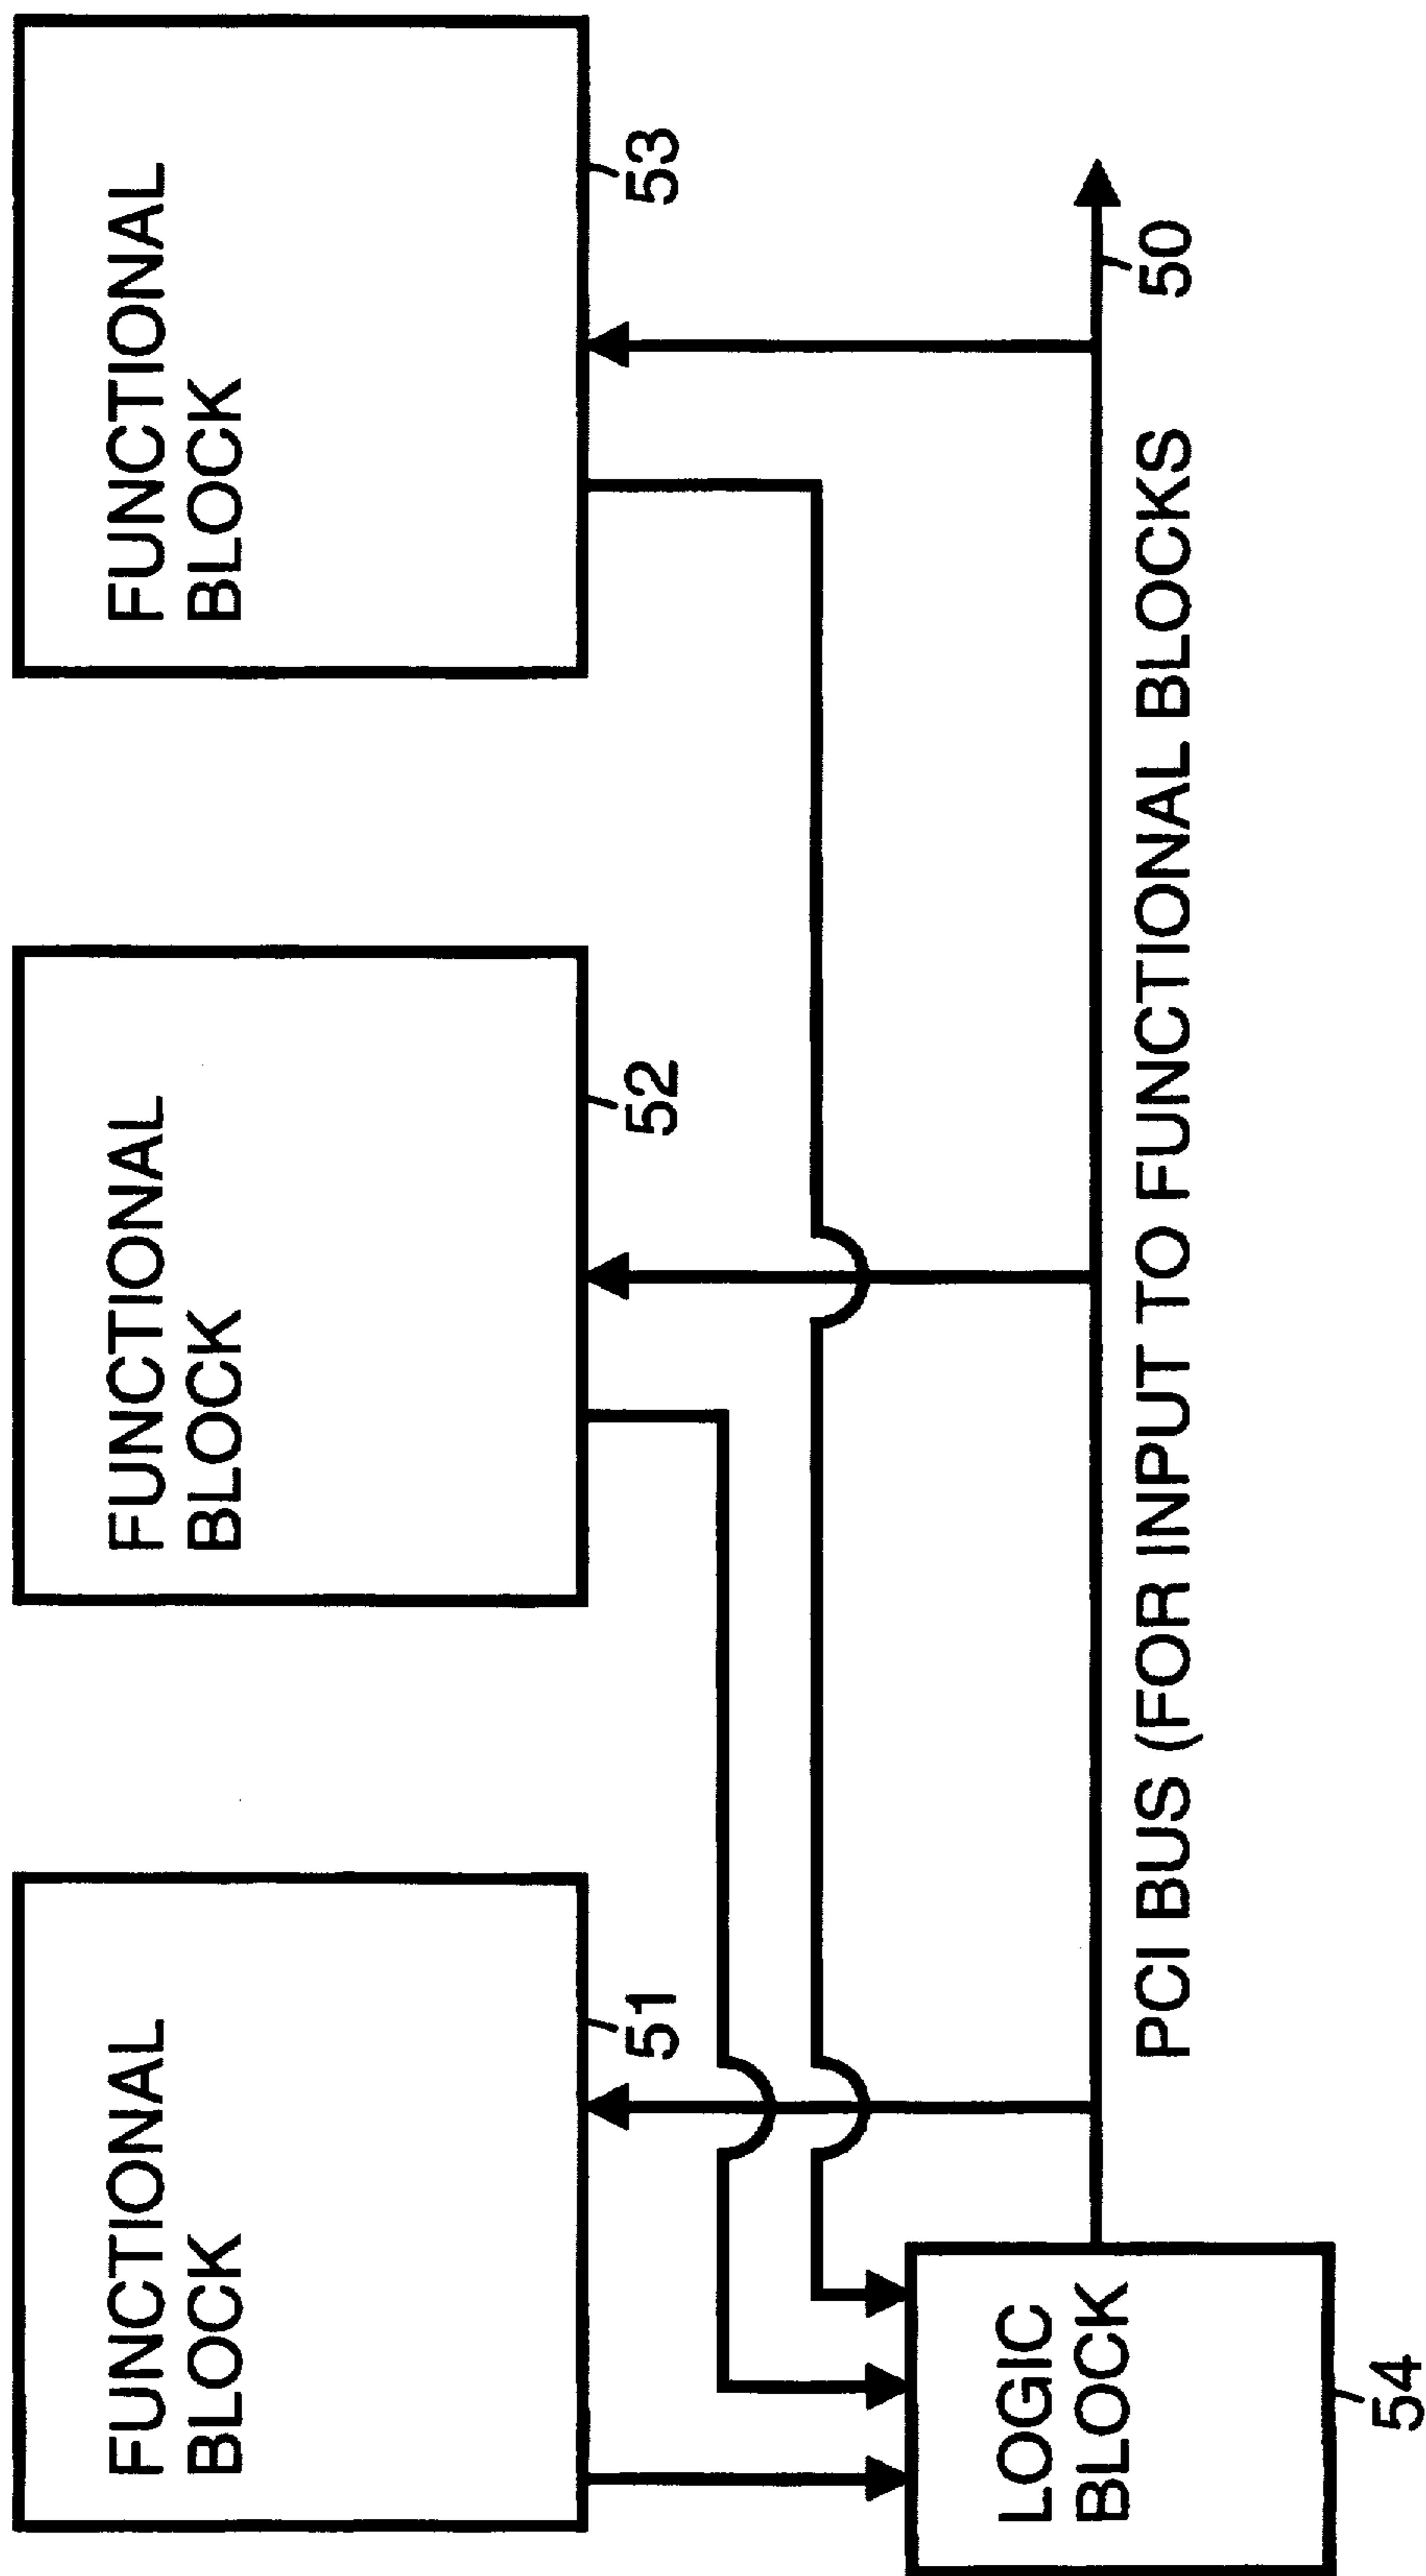 FUNCTIONAL
BLOCK
51
FUNCTIONAL
BLOCK
52
FUNCTIONAL
BLOCK
53
LOGIC
BLOCK
54
50
PCI BUS (FOR INPUT TO FUNCTIONAL BLOCKS